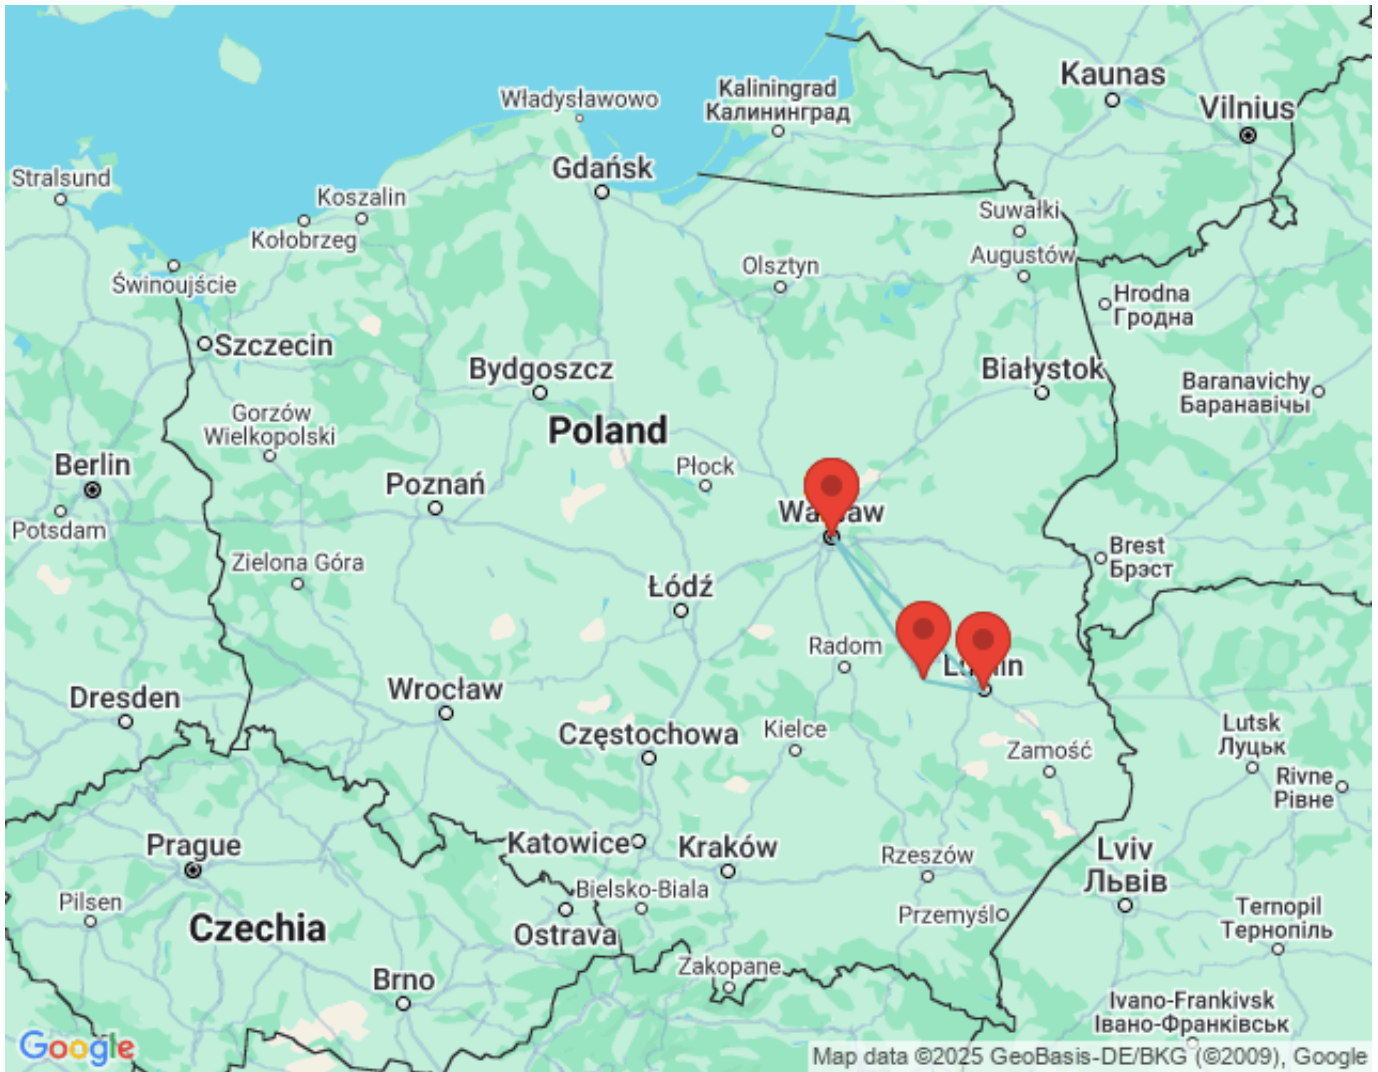 Kaunas
Vilnius
Kaliningrad
Калининград
Władysławowo
Gdańsk
Stralsund
Koszalin
Kołobrzeg
Suwałki
Augustów
Olsztyn
Świnoujście
Hrodna
Гродна
Szczecin
Bydgoszcz
Białystok
Baranavichy
Баранавічы
Gorzów
Wielkopolski
Poland
Berlin
Płock
Poznań
Warsaw
Potsdam
Brest
Брэст
Zielona Góra
Łódź
Radom
Lublin
Dresden
Wrocław
Lutsk
Луцьк
Częstochowa
Kielce
Zamość
Rivne
Рівне
Prague
Katowice
Kraków
Rzeszów
Lviv
Львів
Pilsen
Bielsko-Biala
Przemyśl
Ternopil
Тернопіль
Czechia
Ostrava
Zakopane
Brno
Ivano-Frankivsk
Івано-Франківськ
Google
Map data ©2025 GeoBasis-DE/BKG (©2009), Google